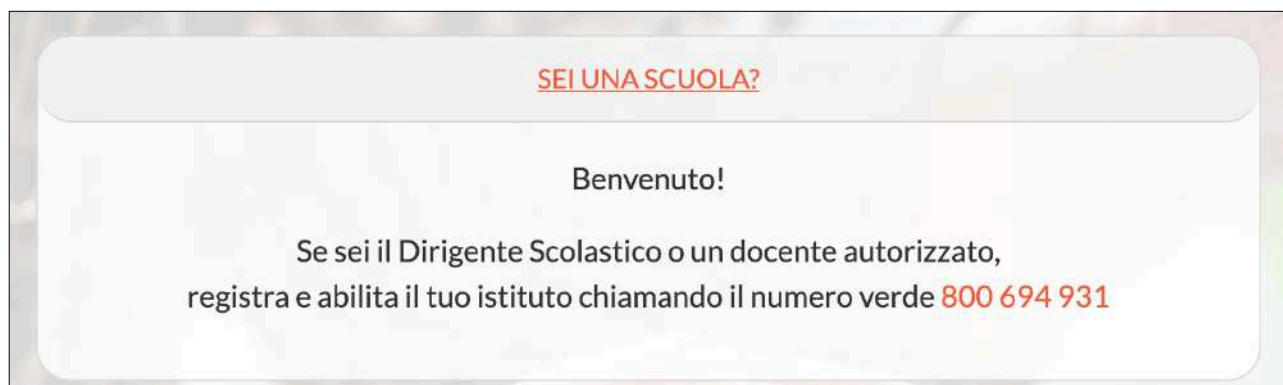 SEI UNA SCUOLA?
Benvenuto!
Se sei il Dirigente Scolastico o un docente autorizzato,
registra e abilita il tuo istituto chiamando il numero verde 800 694 931